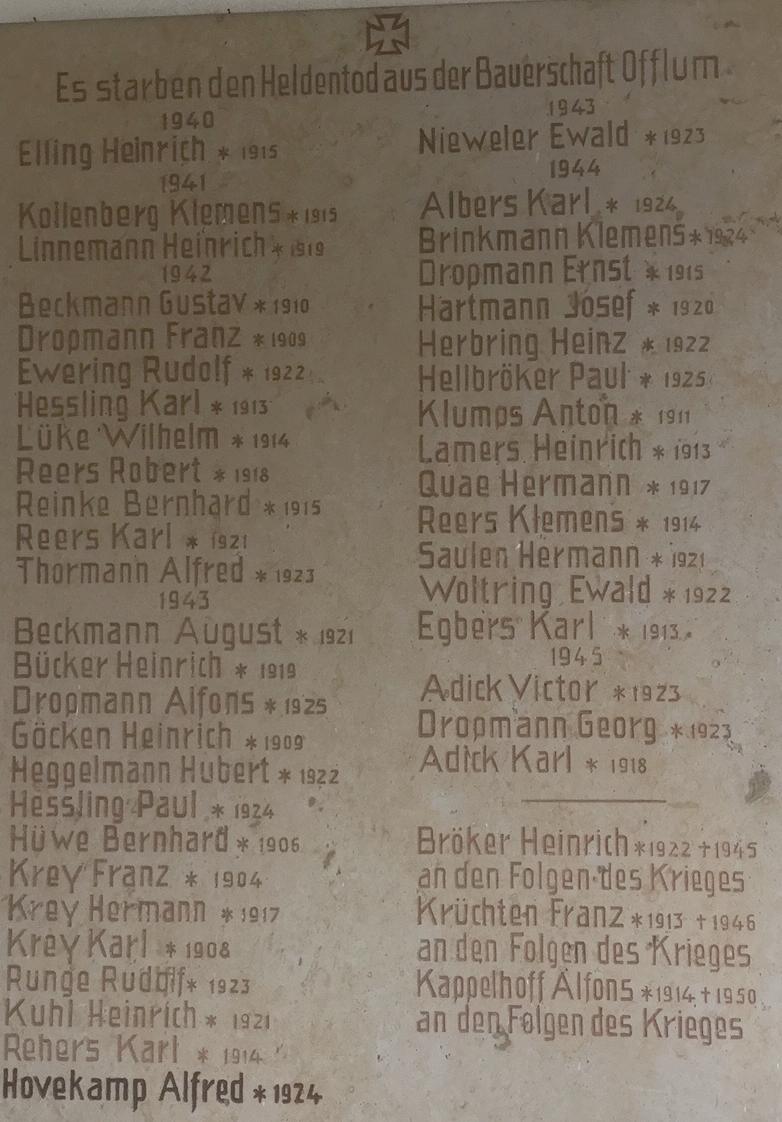 Es starben den Heldentod aus der Bauerschaft Offlum
1940
Elling Heinrich * 1915
1941
Kollenberg Klemens * 1915
Linnemann Heinrich * 1919
1942
Beckmann Gustav * 1910
Dropmann Franz * 1909
Ewering Rudolf * 1922
Hessling Karl * 1913
Lüke Wilhelm * 1914
Reers Robert * 1918
Reinke Bernhard * 1915
Reers Karl * 1921
Thormann Alfred * 1923
1943
Beckmann August * 1921
Bücker Heinrich * 1919
Dropmann Alfons * 1925
Göcken Heinrich * 1909
Heggelmann Hubert * 1922
Hessling Paul * 1924
Hüwe Bernhard * 1906
Krey Franz * 1904
Krey Hermann * 1917
Krey Karl * 1908
Runge Rudolf * 1923
Kuhl Heinrich * 1921
Rehers Karl * 1914
Hovekamp Alfred * 1924
1943
Nieweler Ewald * 1923
1944
Albers Karl * 1924
Brinkmann Klemens * 1924
Dropmann Ernst * 1915
Hartmann Josef * 1920
Herbring Heinz * 1922
Hellbröker Paul * 1925
Klumps Anton * 1911
Lamers Heinrich * 1913
Quae Hermann * 1917
Reers Klemens * 1914
Saulen Hermann * 1921
Woltring Ewald * 1922
Egbers Karl * 1913
1945
Adick Victor * 1923
Dropmann Georg * 1923
Adick Karl * 1918
Bröker Heinrich * 1922 † 1945
an den Folgen des Krieges
Krüchten Franz * 1913 † 1946
an den Folgen des Krieges
Kappelhoff Alfons * 1914 † 1950
an den Folgen des Krieges